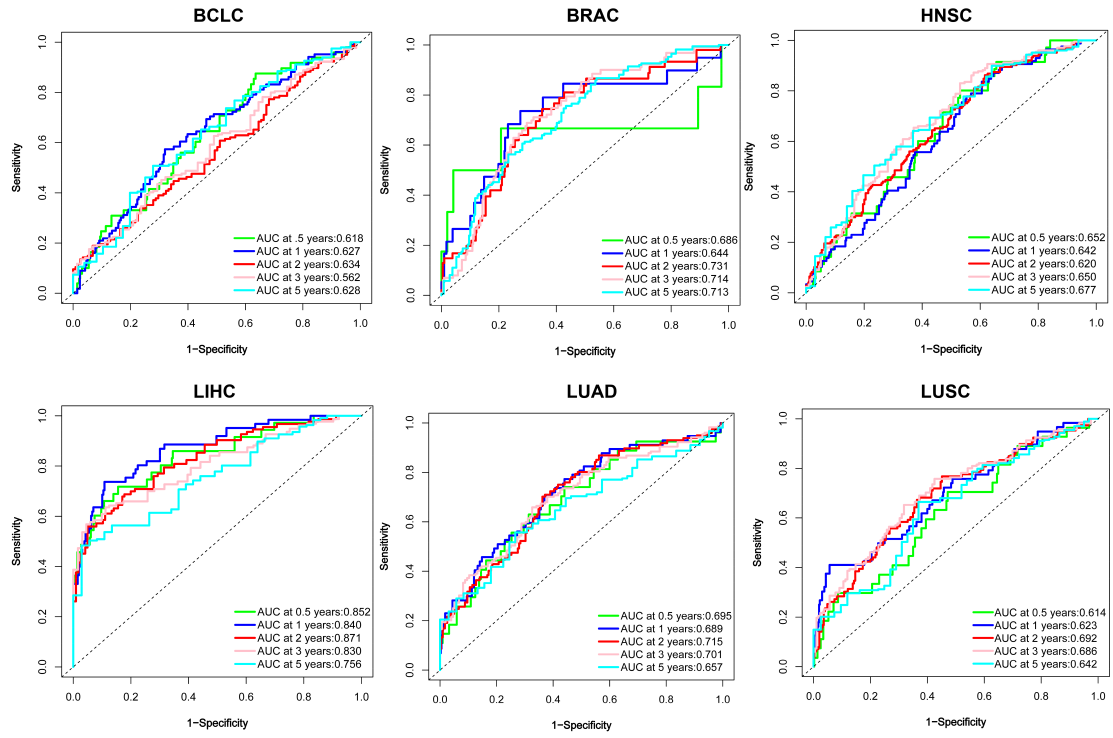 BCLC
Sensitivity
1.0
0.8
0.6
0.4
0.2
0.0
AUC at .5 years:0.618
AUC at 1 years:0.627
AUC at 2 years:0.634
AUC at 3 years:0.562
AUC at 5 years:0.628
0.0 0.2 0.4 0.6 0.8 1.0
1−Specificity
BRAC
Sensitivity
1.0
0.8
0.6
0.4
0.2
0.0
AUC at 0.5 years:0.686
AUC at 1 years:0.644
AUC at 2 years:0.731
AUC at 3 years:0.714
AUC at 5 years:0.713
0.0 0.2 0.4 0.6 0.8 1.0
1−Specificity
HNSC
Sensitivity
1.0
0.8
0.6
0.4
0.2
0.0
AUC at 0.5 years:0.652
AUC at 1 years:0.642
AUC at 2 years:0.620
AUC at 3 years:0.650
AUC at 5 years:0.677
0.0 0.2 0.4 0.6 0.8 1.0
1−Specificity
LIHC
Sensitivity
1.0
0.8
0.6
0.4
0.2
0.0
AUC at 0.5 years:0.852
AUC at 1 years:0.840
AUC at 2 years:0.871
AUC at 3 years:0.830
AUC at 5 years:0.756
0.0 0.2 0.4 0.6 0.8 1.0
1−Specificity
LUAD
Sensitivity
1.0
0.8
0.6
0.4
0.2
0.0
AUC at 0.5 years:0.695
AUC at 1 years:0.689
AUC at 2 years:0.715
AUC at 3 years:0.701
AUC at 5 years:0.657
0.0 0.2 0.4 0.6 0.8 1.0
1−Specificity
LUSC
Sensitivity
1.0
0.8
0.6
0.4
0.2
0.0
AUC at 0.5 years:0.614
AUC at 1 years:0.623
AUC at 2 years:0.692
AUC at 3 years:0.686
AUC at 5 years:0.642
0.0 0.2 0.4 0.6 0.8 1.0
1−Specificity